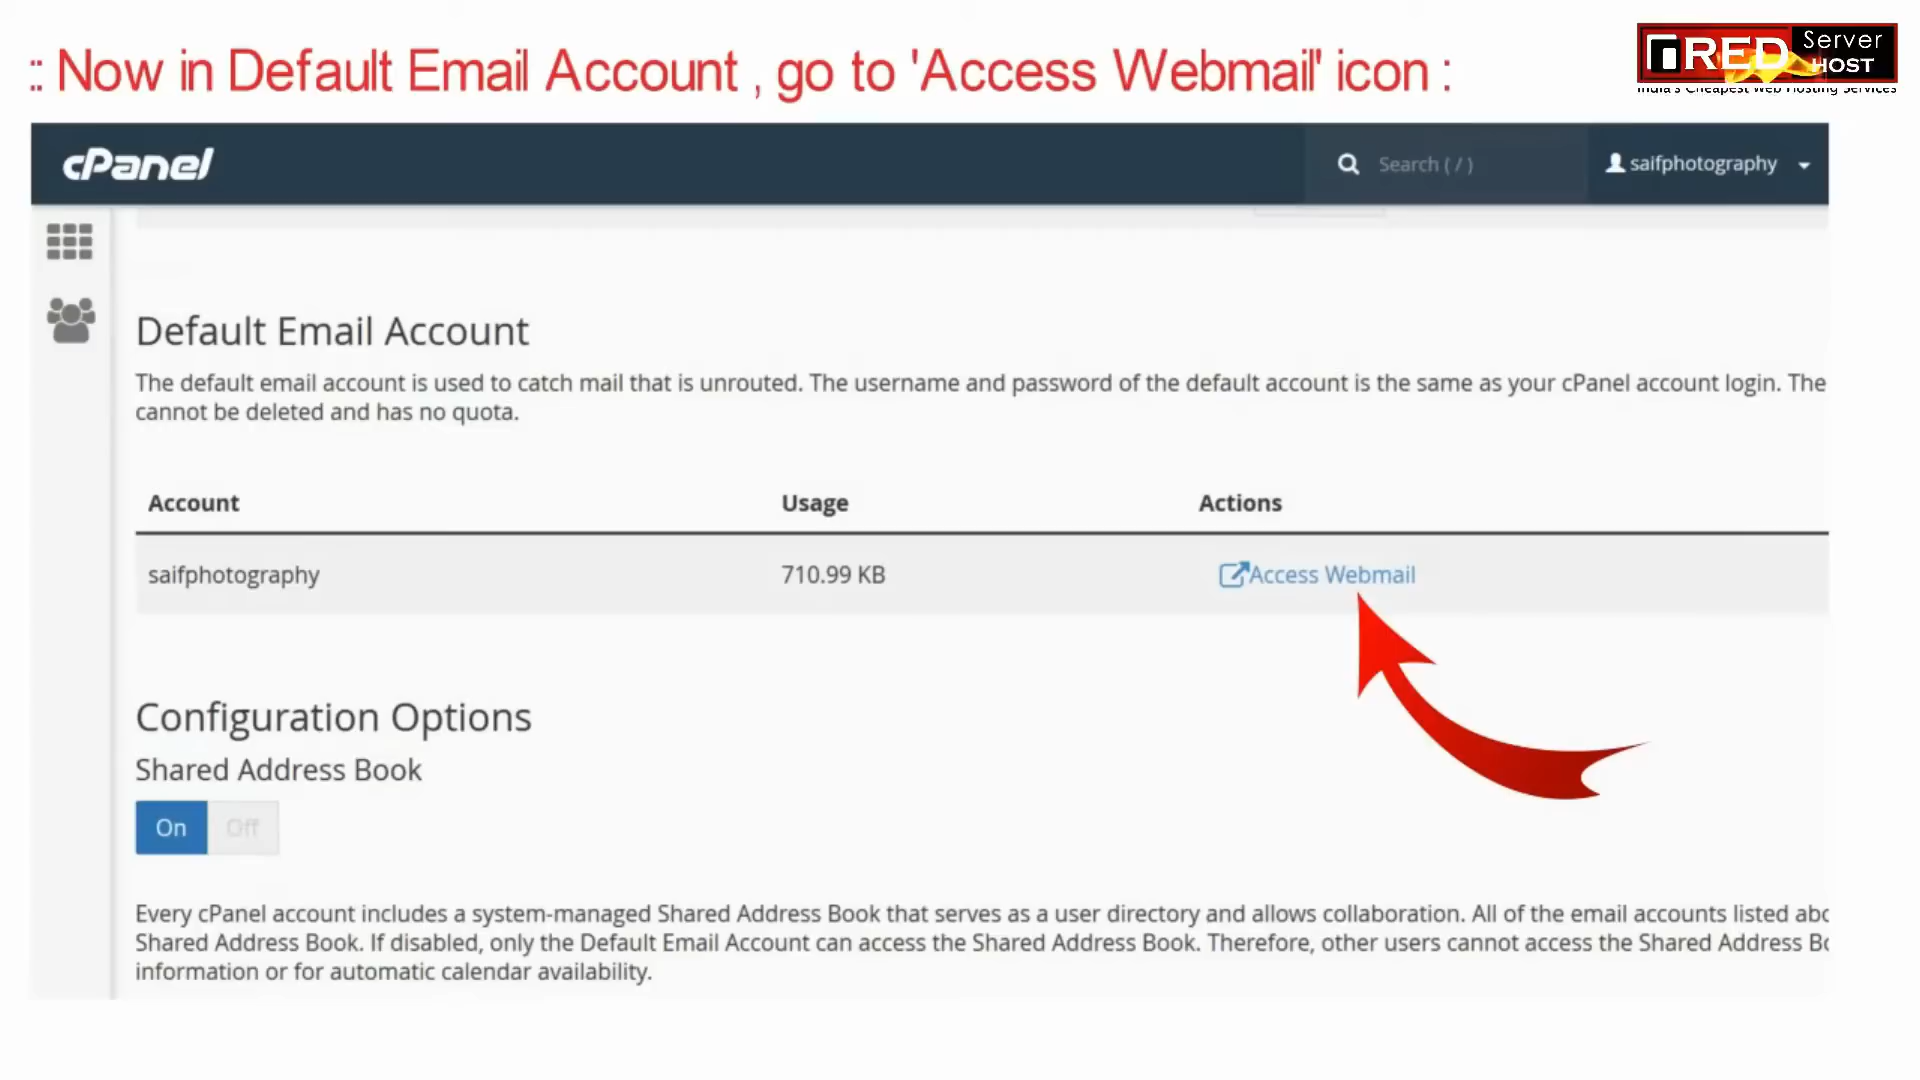 :: Now in Default Email Account , go to 'Access Webmail' icon :
RED Server HOST
India's Cheapest Web Hosting Services
cPanel
Search ( / )
saifphotography
Default Email Account
The default email account is used to catch mail that is unrouted. The username and password of the default account is the same as your cPanel account login. The
cannot be deleted and has no quota.
Account Usage Actions
saifphotography 710.99 KB Access Webmail
Configuration Options
Shared Address Book
On Off
Every cPanel account includes a system-managed Shared Address Book that serves as a user directory and allows collaboration. All of the email accounts listed
Shared Address Book. If disabled, only the Default Email Account can access the Shared Address Book. Therefore, other users cannot access the Shared Address
information or for automatic calendar availability.